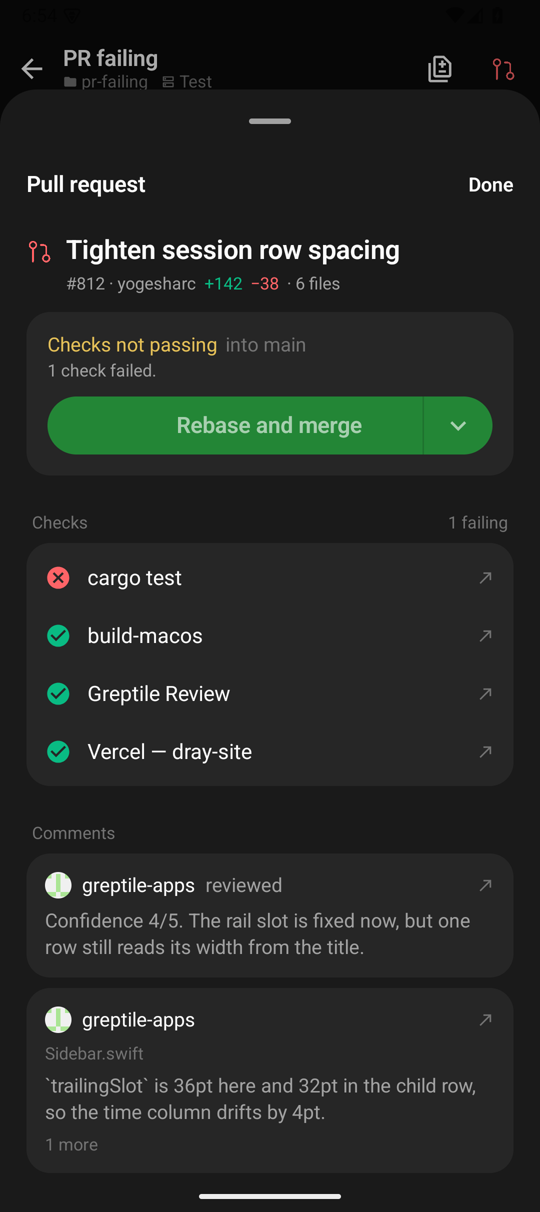 5:54
PR failing
pr-failing Test
Pull request
Done
Tighten session row spacing
#812 · yogesharc +142 −38 · 6 files
Checks not passing into main
1 check failed.
Rebase and merge
Checks
1 failing
cargo test
build-macos
Greptile Review
Vercel — dray-site
Comments
greptile-apps reviewed
Confidence 4/5. The rail slot is fixed now, but one
row still reads its width from the title.
greptile-apps
Sidebar.swift
`trailingSlot` is 36pt here and 32pt in the child row,
so the time column drifts by 4pt.
1 more